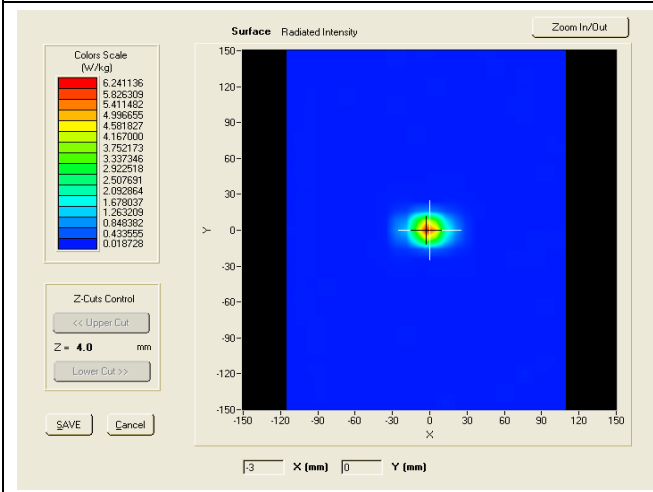 Surface Radiated Intensity
Zoom In/Out
Colors Scale
(W/kg)
6.241136
5.826309
5.411482
4.996655
4.581827
4.167000
3.752173
3.337346
2.922518
2.507691
2.092864
1.678037
1.263209
0.848382
0.433555
0.018728
Z-Cuts Control
<< Upper Cut
Z = 4.0 mm
Lower Cut >>
SAVE Cancel
150-
120-
90-
60-
30-
0-
-30-
-60-
-90-
-120-
-150-
Y
-150 -120 -90 -60 -30 0 30 60 90 120 150
X
-3 X (mm) 0 Y (mm)